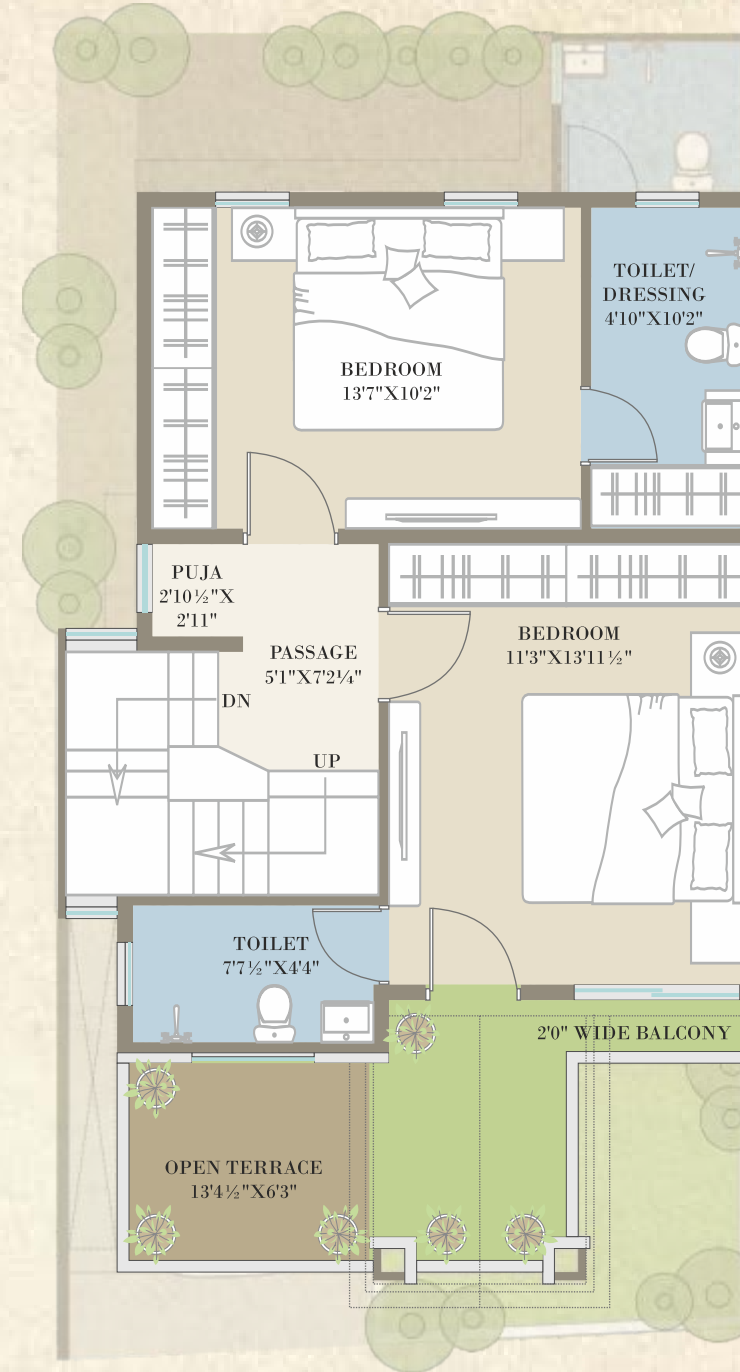 TOILET/
DRESSING
4'10"X10'2"
BEDROOM
13'7"X10'2"
PUJA
2'10½"X
2'11"
BEDROOM
11'3"X13'11½"
PASSAGE
5'1"X7'2¼"
DN
UP
TOILET
7'7½"X4'4"
2'0" WIDE BALCONY
OPEN TERRACE
13'4½"X6'3"